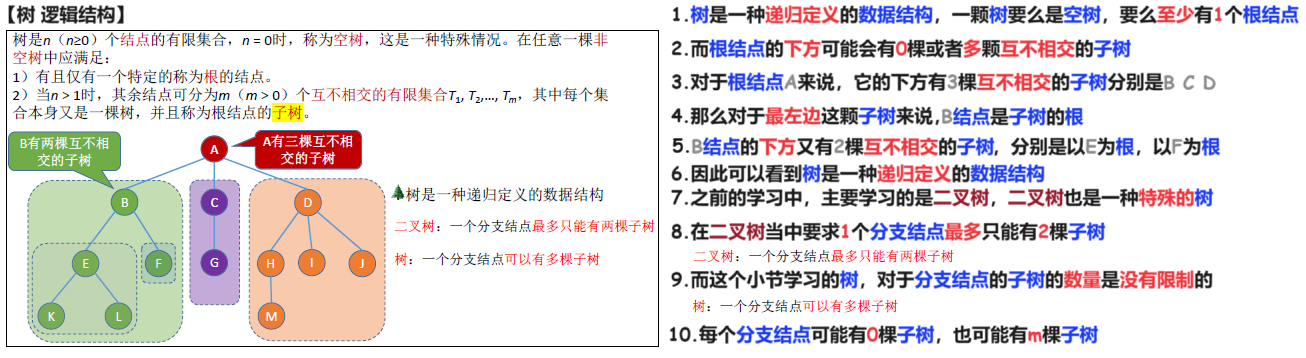 【树 逻辑结构】
树是n（n≥0）个结点的有限集合，n = 0时，称为空树，这是一种特殊情况。在任意一棵非
空树中应满足：
1）有且仅有一个特定的称为根的结点。
2）当n > 1时，其余结点可分为m（m > 0）个互不相交的有限集合T1, T2,…, Tm，其中每个集
合本身又是一棵树，并且称为根结点的子树。
B有两棵互不相
交的子树
A有三棵互不相
交的子树
A
B
C
D
E
F
G
H
I
J
K
L
M
树是一种递归定义的数据结构
二叉树：一个分支结点最多只能有两棵子树
树：一个分支结点可以有多棵子树
1.树是一种递归定义的数据结构，一颗树要么是空树，要么至少有1个根结点
2.而根结点的下方可能会有0棵或者多颗互不相交的子树
3.对于根结点A来说，它的下方有3棵互不相交的子树分别是B C D
4.那么对于最左边这颗子树来说,B结点是子树的根
5.B结点的下方又有2棵互不相交的子树，分别是以E为根，以F为根
6.因此可以看到树是一种递归定义的数据结构
7.之前的学习中，主要学习的是二叉树，二叉树也是一种特殊的树
8.在二叉树当中要求1个分支结点最多只能有2棵子树
二叉树：一个分支结点最多只能有两棵子树
9.而这个小节学习的树，对于分支结点的子树的数量是没有限制的
树：一个分支结点可以有多棵子树
10.每个分支结点可能有0棵子树，也可能有m棵子树